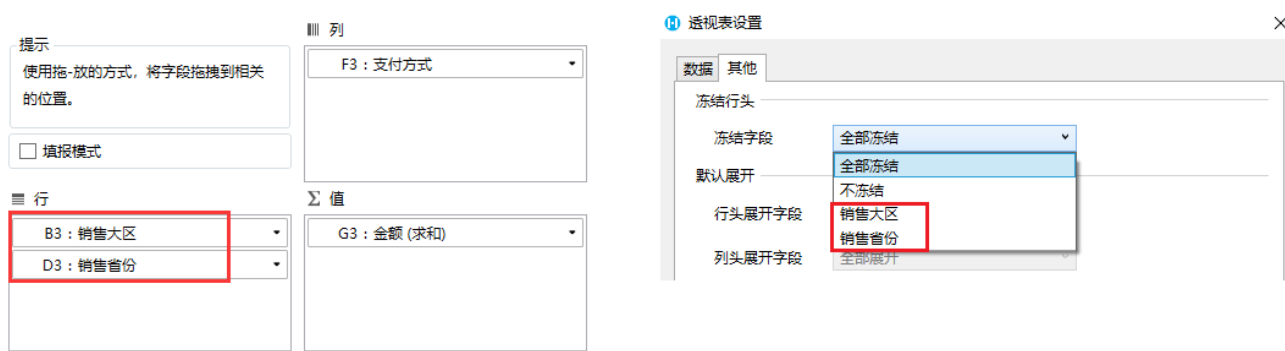 提示
使用拖-放的方式，将字段拖拽到相关
的位置。
填报模式
列
F3：支付方式
行
B3：销售大区
D3：销售省份
Σ 值
G3：金额 (求和)
透视表设置
数据 其他
冻结行头
冻结字段 全部冻结
全部冻结
不冻结
销售大区
销售省份
默认展开
行头展开字段
列头展开字段 全部展开